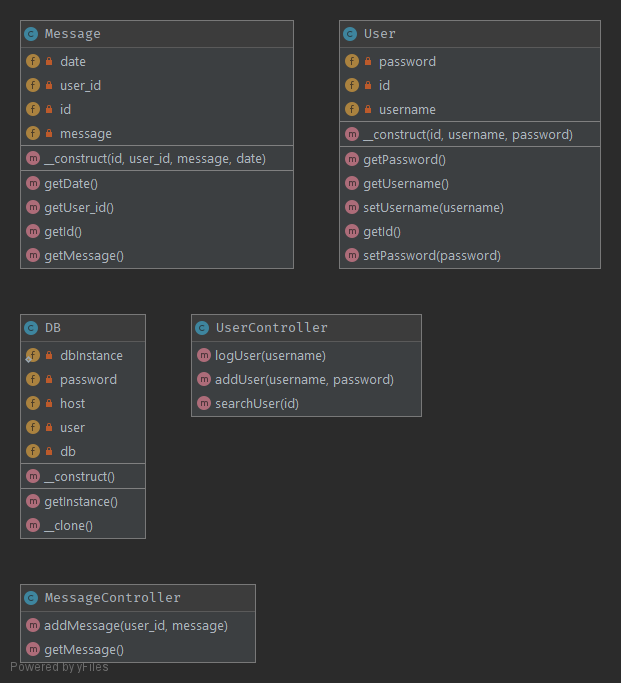 Message
date
user_id
id
message
__construct(id, user_id, message, date)
getDate()
getUser_id()
getId()
getMessage()
User
password
id
username
__construct(id, username, password)
getPassword()
getUsername()
setUsername(username)
getId()
setPassword(password)
DB
dbInstance
password
host
user
db
__construct()
getInstance()
__clone()
UserController
logUser(username)
addUser(username, password)
searchUser(id)
MessageController
addMessage(user_id, message)
getMessage()
Powered by yFiles